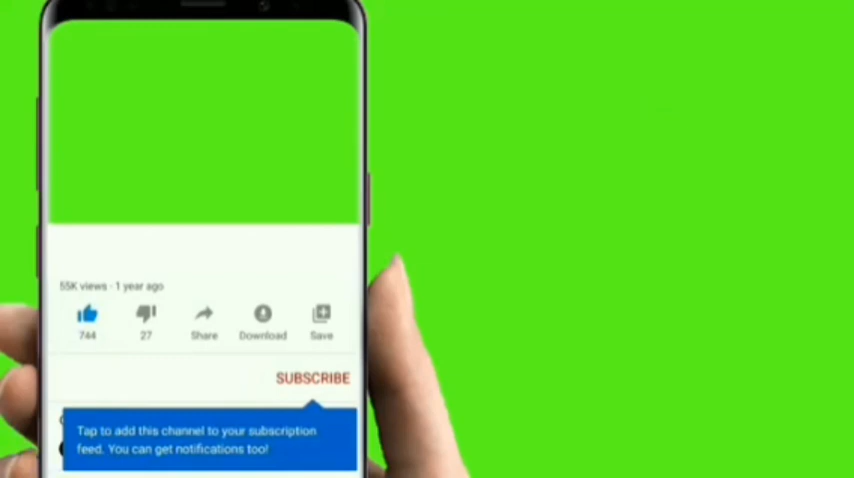 55K views · 1 year ago
744
27
Share
Download
Save
SUBSCRIBE
Tap to add this channel to your subscription
feed. You can get notifications too!